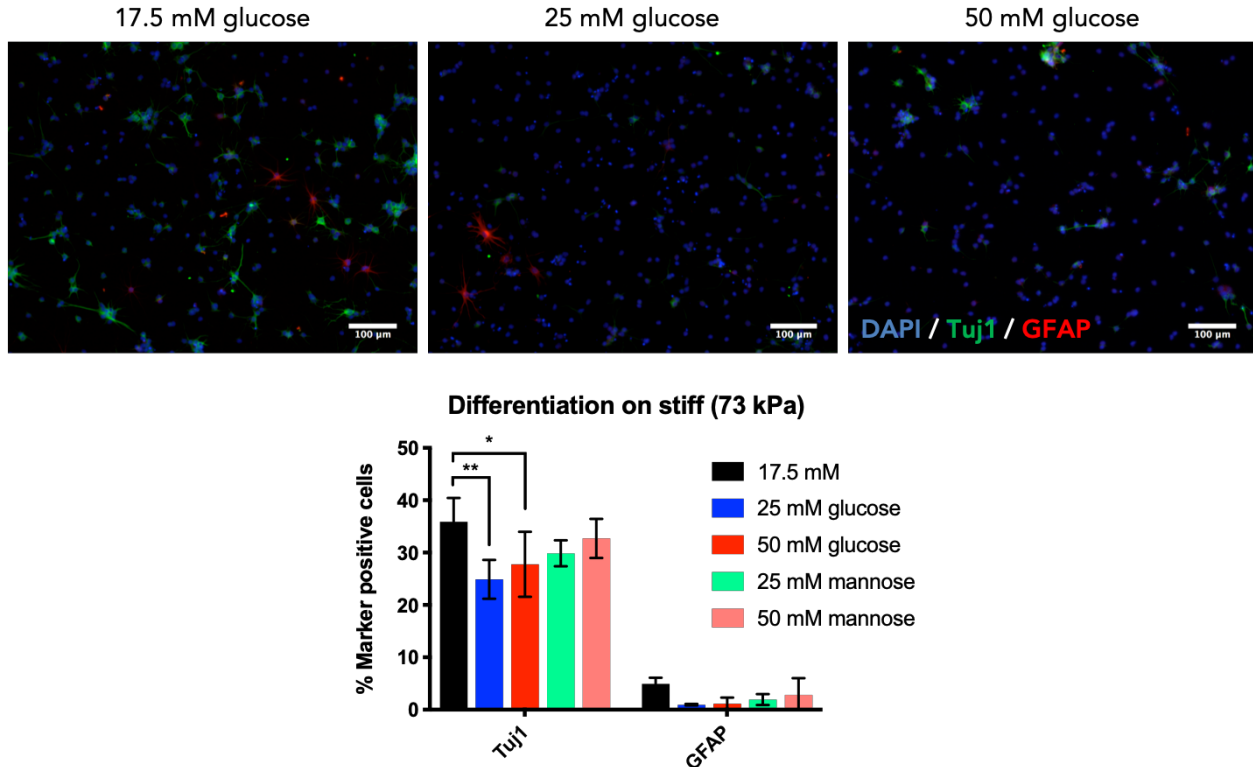 17.5 mM glucose
25 mM glucose
50 mM glucose
100 μm
100 μm
DAPI / Tuj1 / GFAP
100 μm
Differentiation on stiff (73 kPa)
% Marker positive cells
50
40
30
20
10
0
*
**
17.5 mM
25 mM glucose
50 mM glucose
25 mM mannose
50 mM mannose
Tuj1
GFAP